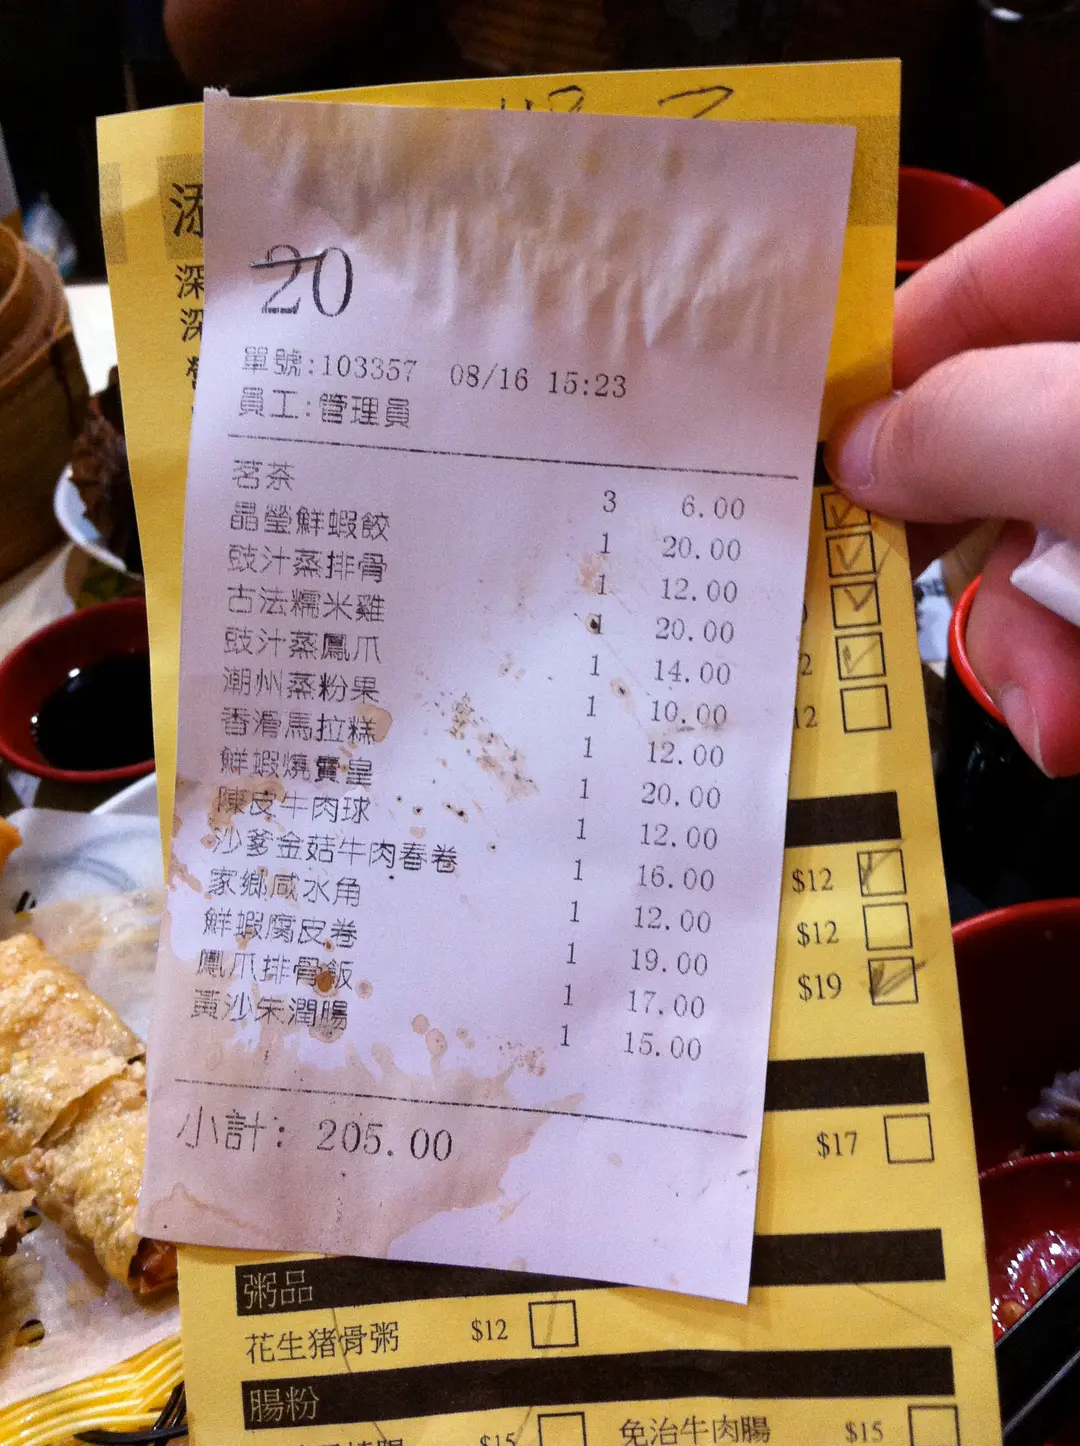 添
深
深
20
單號:103357 08/16 15:23
員工:管理員
茗茶 3 6.00
晶瑩鮮蝦餃 1 20.00
豉汁蒸排骨 1 12.00
古法糯米雞 1 20.00
豉汁蒸鳳爪 1 14.00
潮州蒸粉果 1 10.00
香滑馬拉糕 1 12.00
鮮蝦燒賣皇 1 20.00
陳皮牛肉球 1 12.00
沙爹金菇牛肉春卷 1 16.00
家鄉咸水角 1 12.00
鮮蝦腐皮卷 1 19.00
鳳爪排骨飯 1 17.00
黃沙朱潤腸 1 15.00
小計: 205.00
2
12
$12
$12
$19
$17
粥品
花生猪骨粥 $12
腸粉
腸 $15 免治牛肉腸 $15